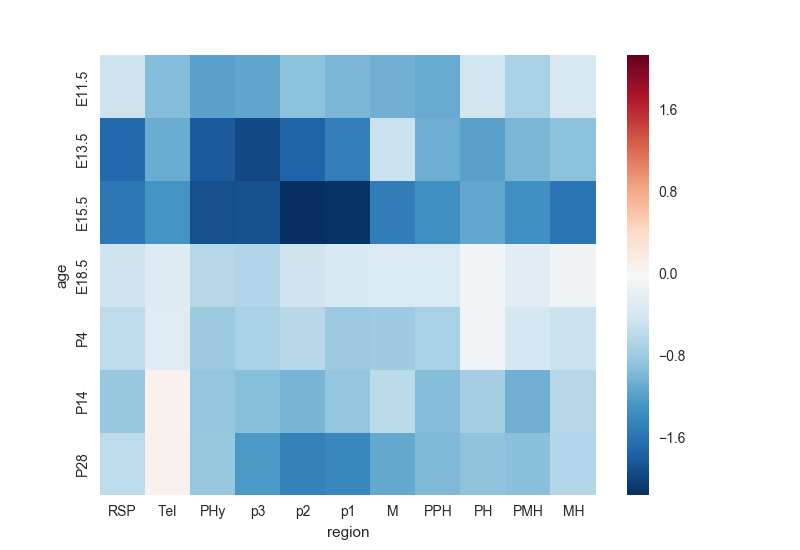 E11.5
E13.5
E15.5
E18.5
P4
P14
P28
age
RSP Tel PHy p3 p2 p1 M PPH PH PMH MH
region
1.6
0.8
0.0
−0.8
−1.6